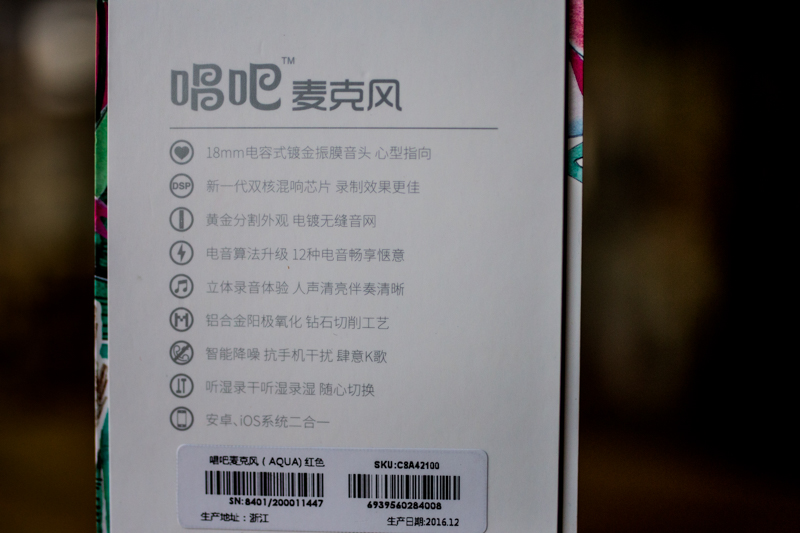 唱吧™ 麦克风
18mm电容式镀金振膜音头 心型指向
DSP 新一代双核混响芯片 录制效果更佳
黄金分割外观 电镀无缝音网
电音算法升级 12种电音畅享惬意
立体录音体验 人声清亮伴奏清晰
铝合金阳极氧化 钻石切削工艺
智能降噪 抗手机干扰 肆意K歌
听湿录干听湿录湿 随心切换
安卓、iOS系统二合一
唱吧麦克风 ( AQUA) 红色 SKU:C8A42100
SN:8401/200011447 6939560284008
生产地址：浙江 生产日期:2016.12